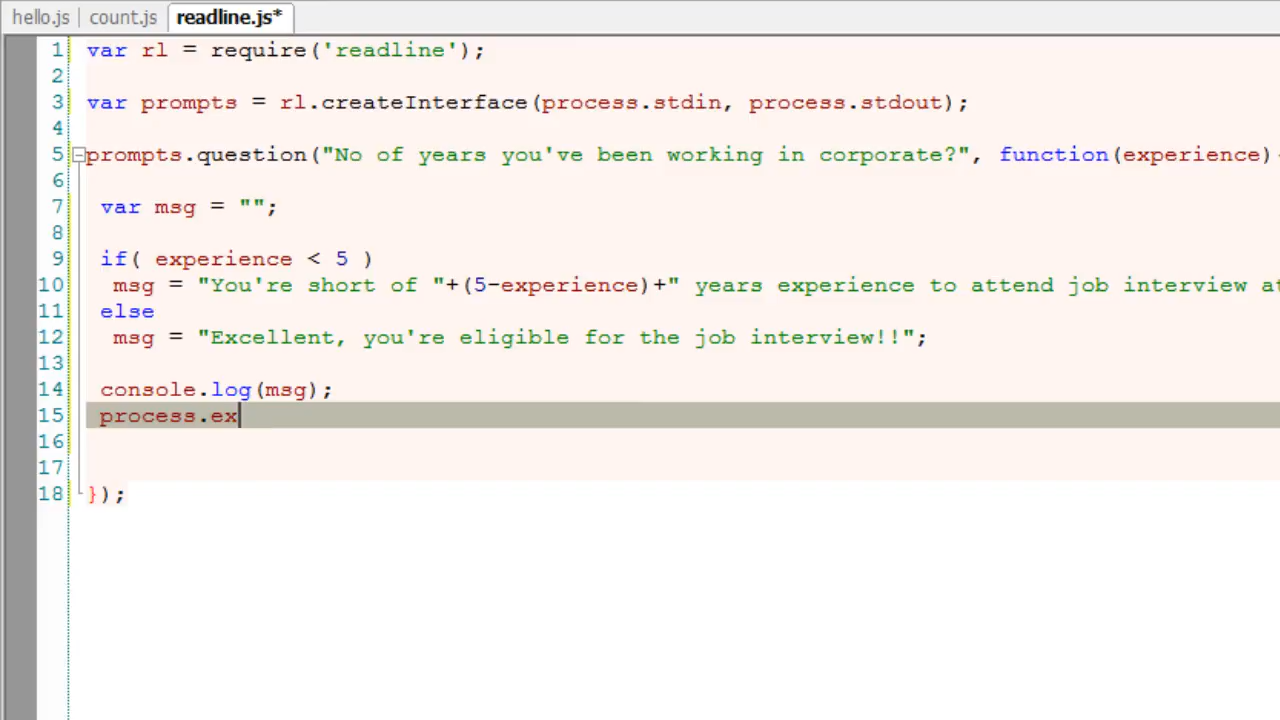 hello.js count.js readline.js*
1 var rl = require('readline');
2
3 var prompts = rl.createInterface(process.stdin, process.stdout);
4
5 prompts.question("No of years you've been working in corporate?", function(experience)
6
7 var msg = "";
8
9 if( experience < 5 )
10 msg = "You're short of "+(5-experience)+" years experience to attend job interview at
11 else
12 msg = "Excellent, you're eligible for the job interview!!";
13
14 console.log(msg);
15 process.ex
16
17
18 });